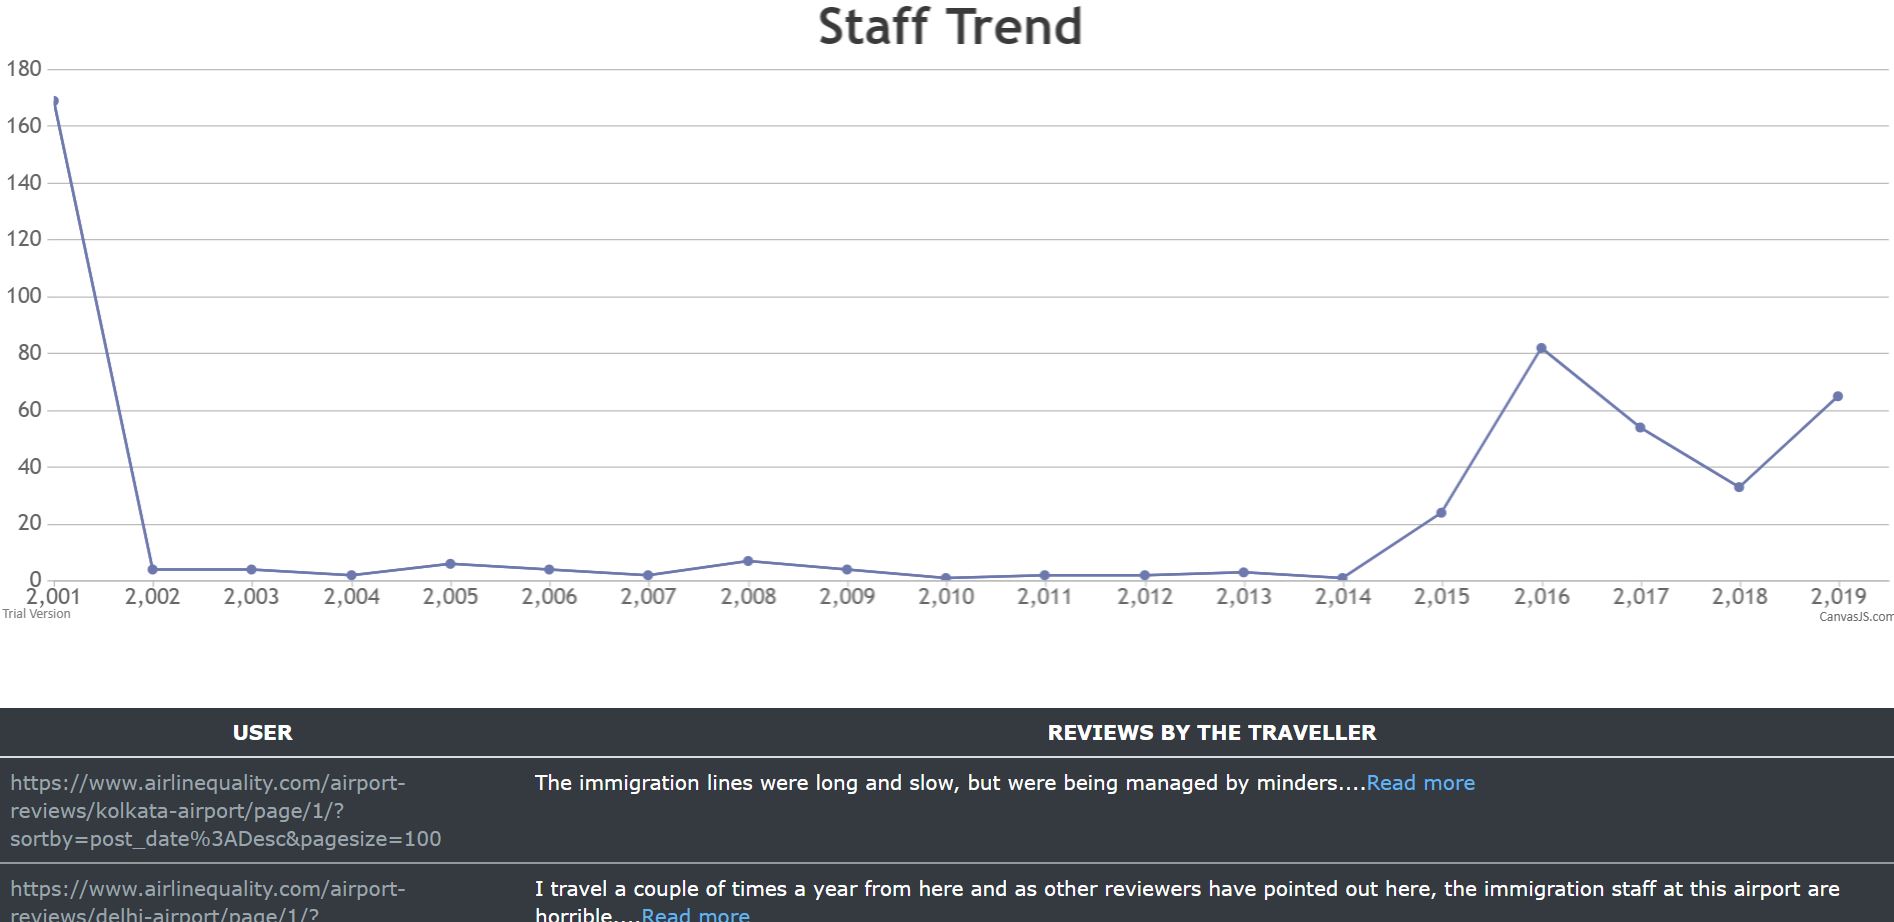 Staff Trend
180
160
140
120
100
80
60
40
20
0
2,001 2,002 2,003 2,004 2,005 2,006 2,007 2,008 2,009 2,010 2,011 2,012 2,013 2,014 2,015 2,016 2,017 2,018 2,019
Trial Version
CanvasJS.com
USER REVIEWS BY THE TRAVELLER
https://www.airlinequality.com/airport-
reviews/kolkata-airport/page/1/?
sortby=post_date%3ADesc&pagesize=100
The immigration lines were long and slow, but were being managed by minders....Read more
https://www.airlinequality.com/airport-
reviews/delhi-airport/page/1/?
I travel a couple of times a year from here and as other reviewers have pointed out here, the immigration staff at this airport are
horrible....Read more